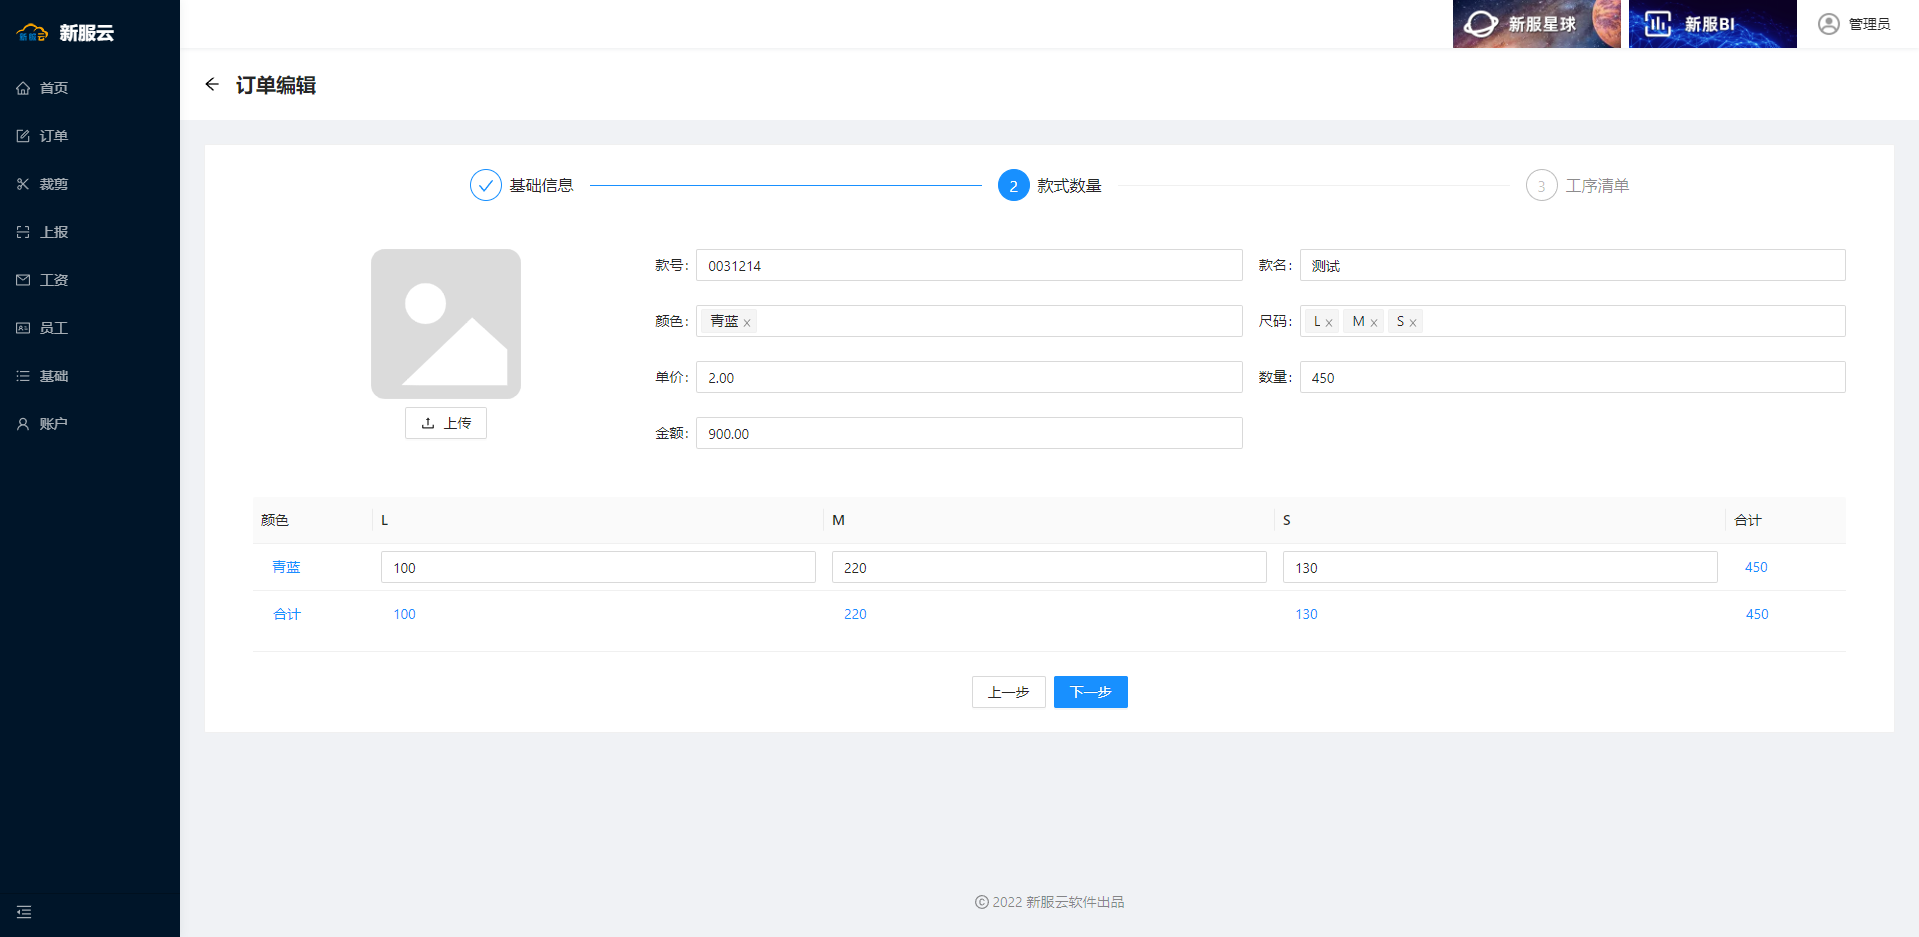 新服云
新服云
新服星球
新服BI
管理员
首页
订单
裁剪
上报
工资
员工
基础
账户
订单编辑
基础信息
2 款式数量
3 工序清单
款号: 0031214
款名: 测试
颜色: 青蓝 x
尺码: L x M x S x
单价: 2.00
数量: 450
金额: 900.00
上传
颜色 L M S 合计
青蓝 100 220 130 450
合计 100 220 130 450
上一步 下一步
© 2022 新服云软件出品